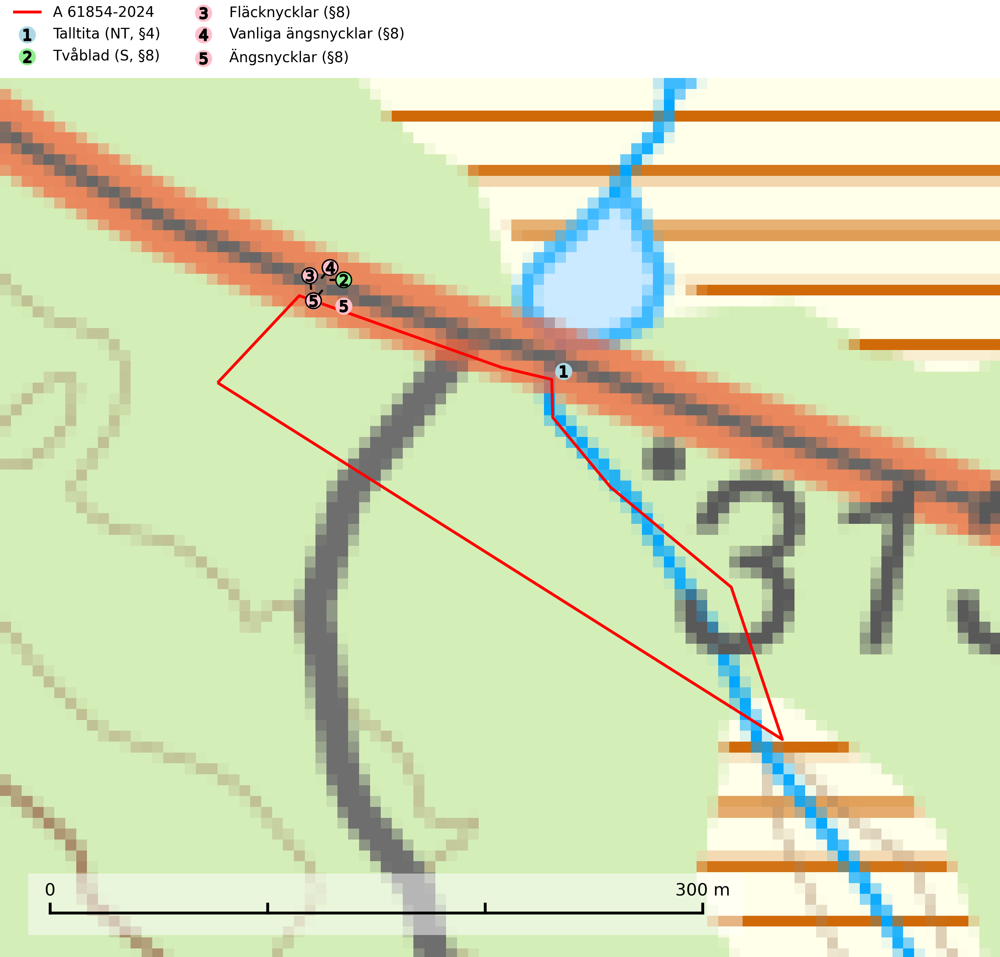 A 61854-2024
1 Talltita (NT, §4)
2 Tvåblad (S, §8)
3 Fläcknycklar (§8)
4 Vanliga ängsnycklar (§8)
5 Ängsnycklar (§8)
3 4 2
5 5
1
3
0 300 m